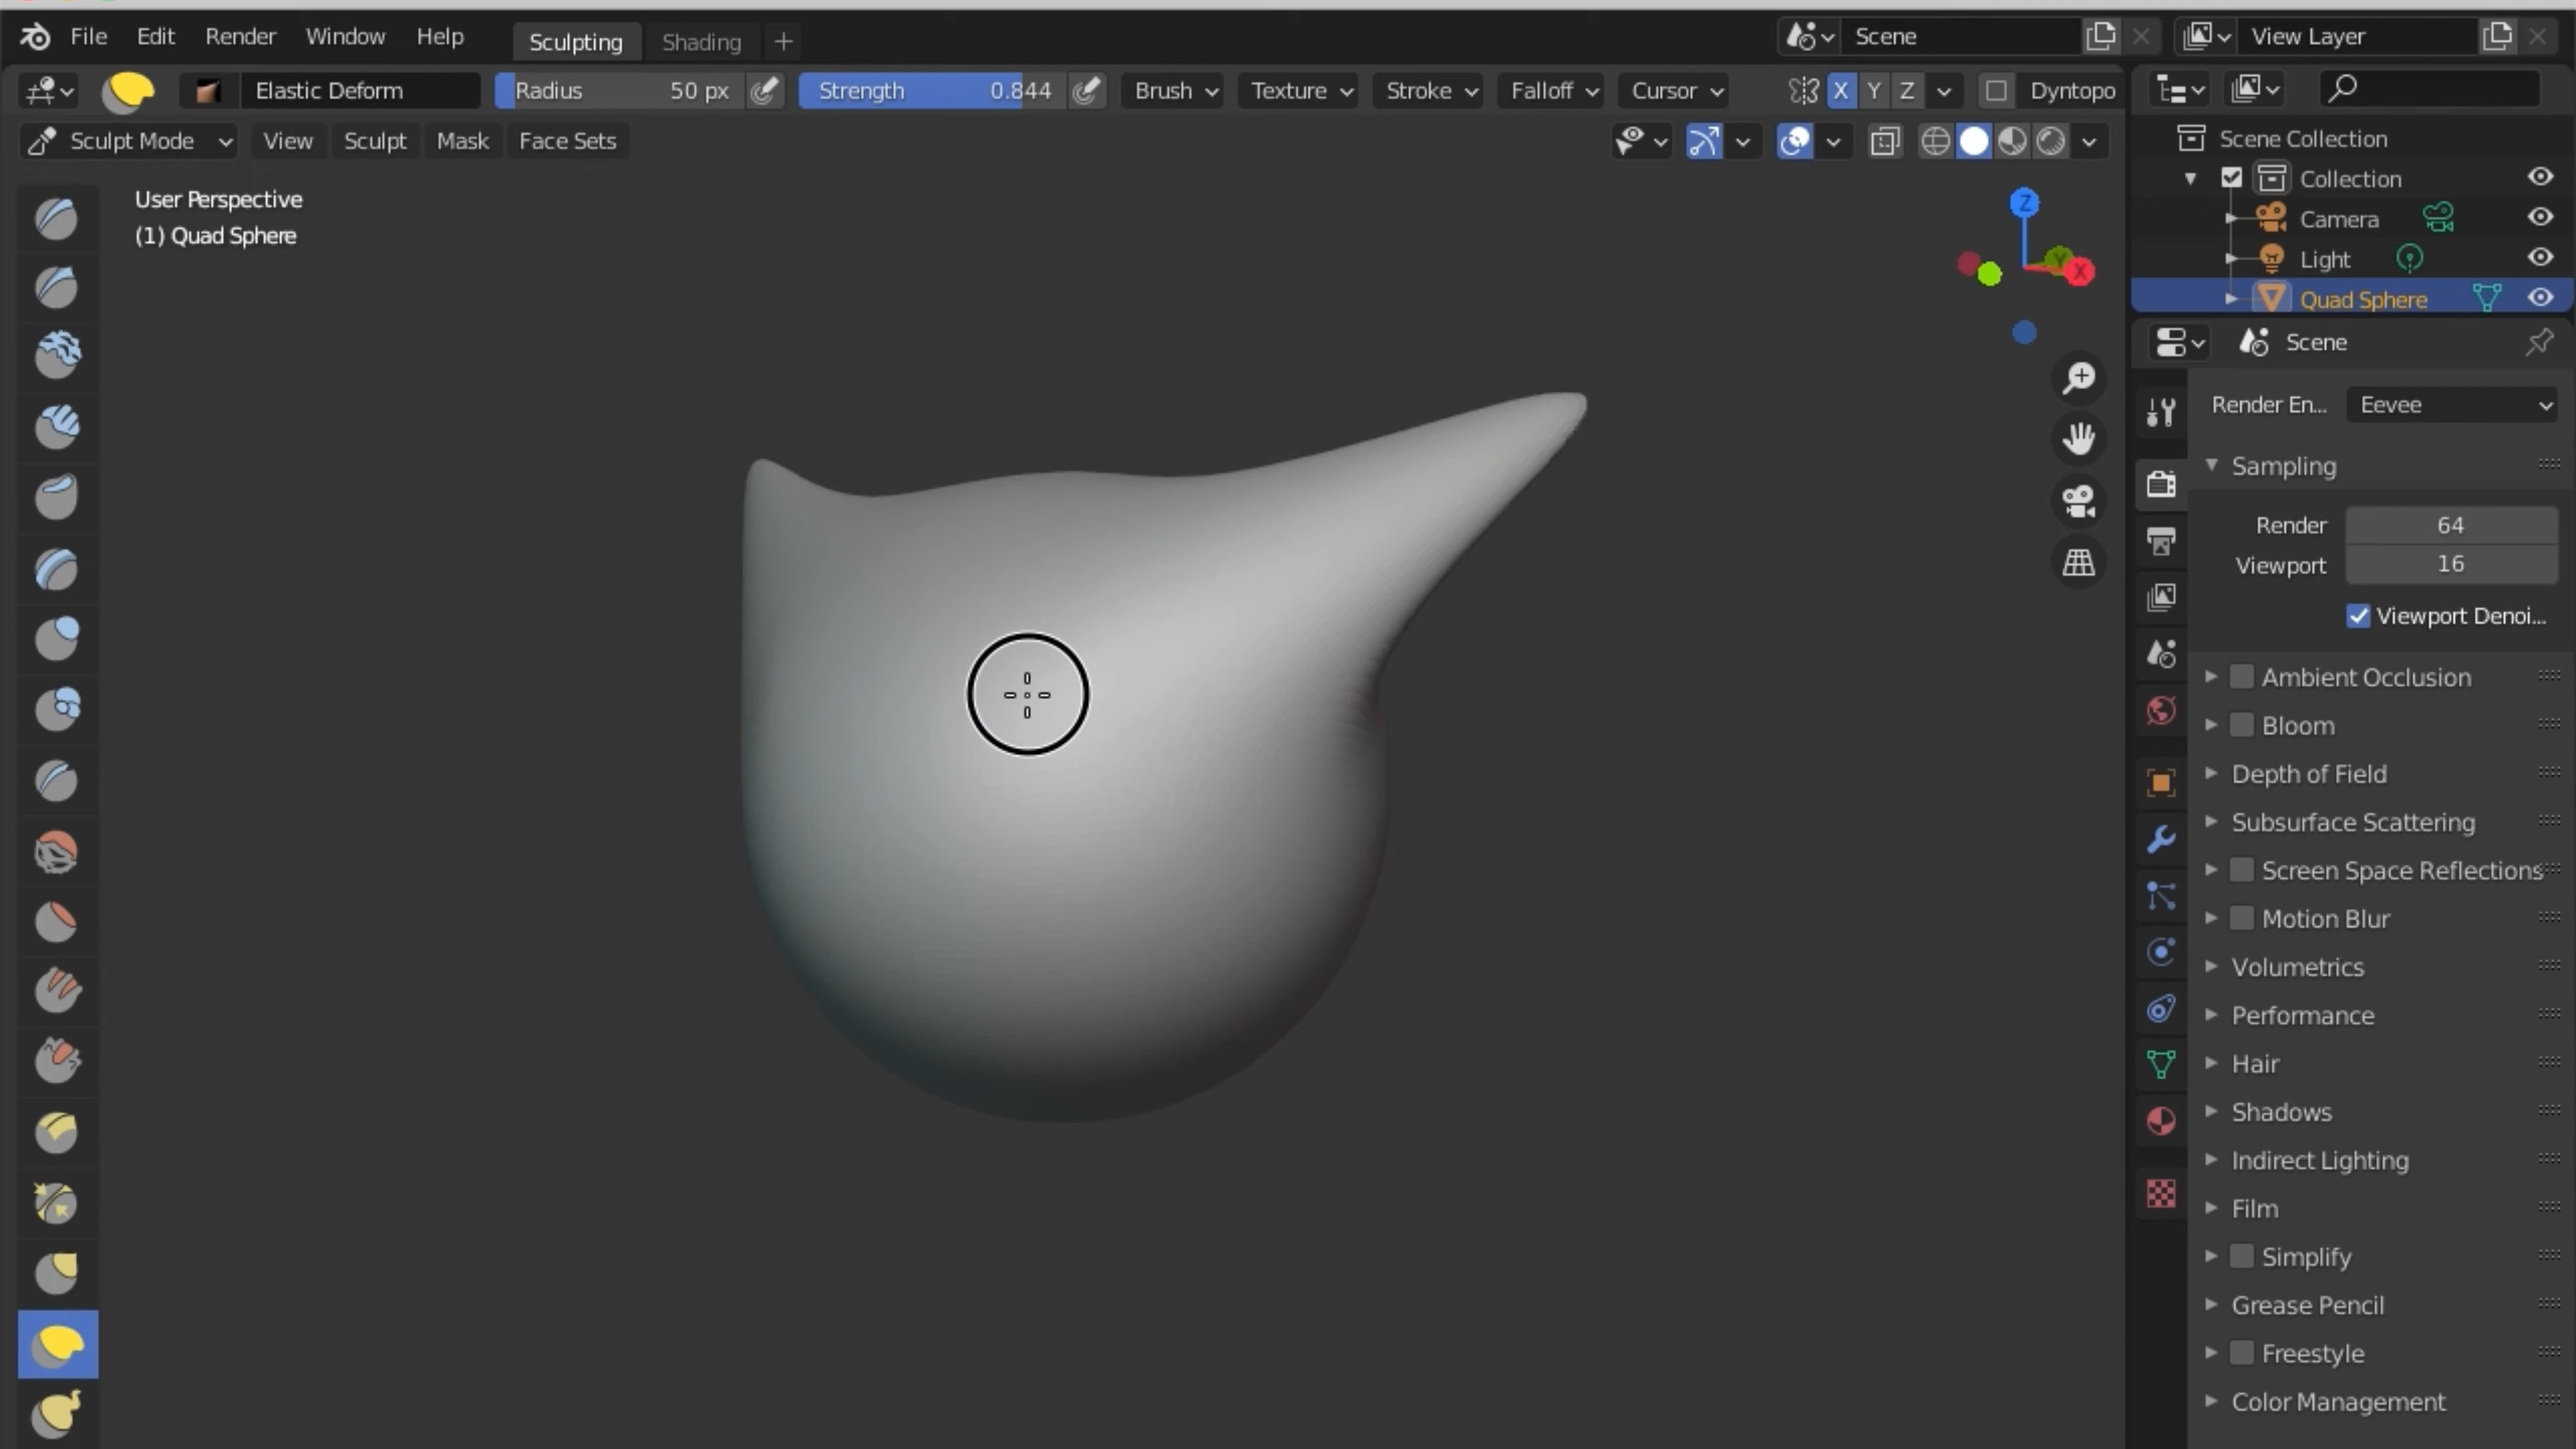 File Edit Render Window Help Sculpting Shading + Scene View Layer
Elastic Deform Radius 50 px Strength 0.844 Brush Texture Stroke Falloff Cursor X Y Z Dyntopo
Sculpt Mode View Sculpt Mask Face Sets
User Perspective
(1) Quad Sphere
Z
Y
X
Scene Collection
Collection
Camera
Light
Quad Sphere
Scene
Render En... Eevee
Sampling
Render 64
Viewport 16
Viewport Denoi...
Ambient Occlusion
Bloom
Depth of Field
Subsurface Scattering
Screen Space Reflections
Motion Blur
Volumetrics
Performance
Hair
Shadows
Indirect Lighting
Film
Simplify
Grease Pencil
Freestyle
Color Management